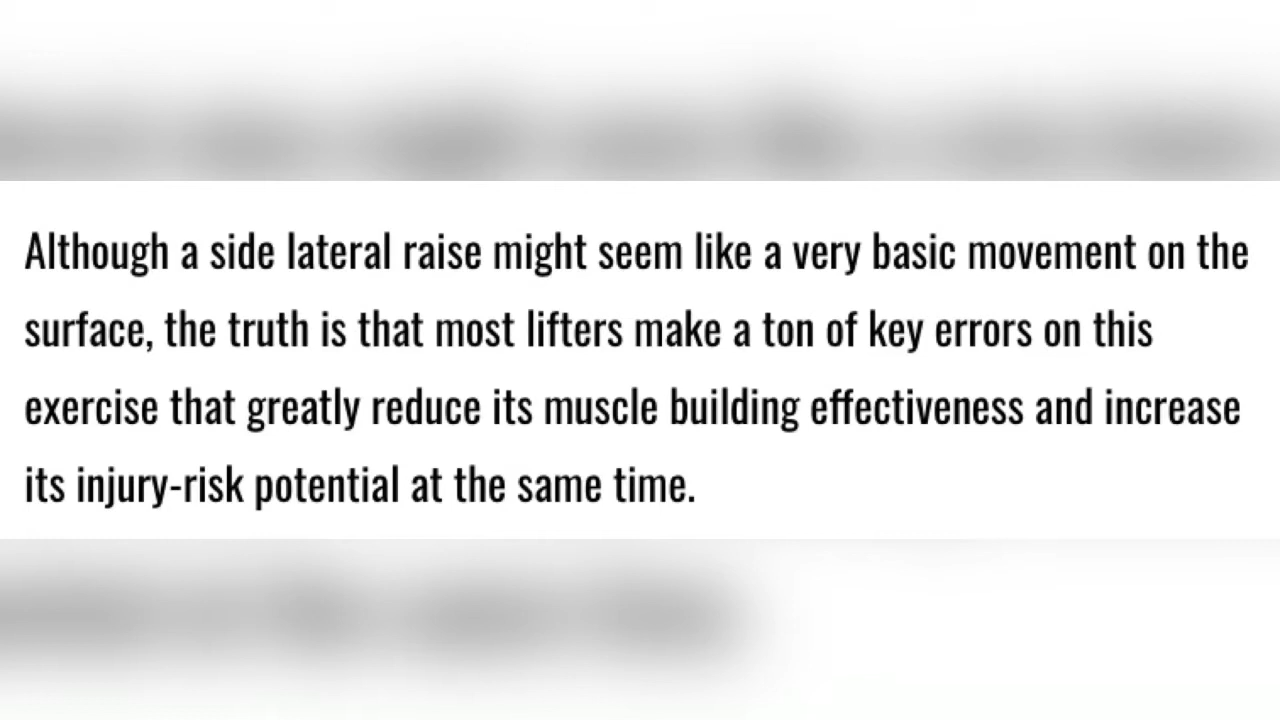 Although a side lateral raise might seem like a very basic movement on the
surface, the truth is that most lifters make a ton of key errors on this
exercise that greatly reduce its muscle building effectiveness and increase
its injury-risk potential at the same time.